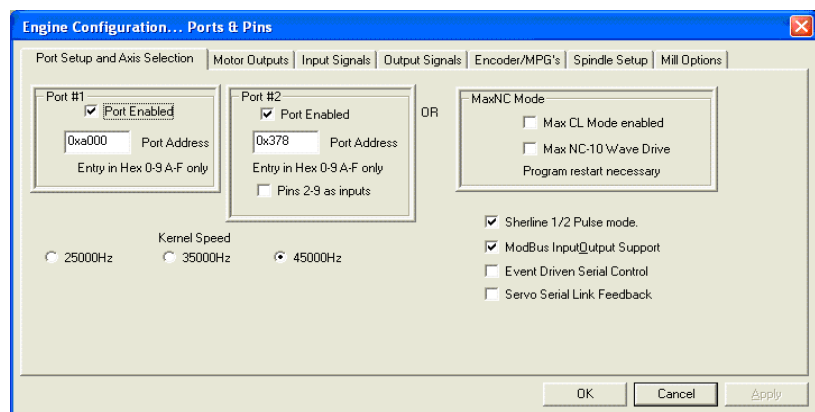 Engine Configuration... Ports & Pins
Port Setup and Axis Selection
Motor Outputs
Input Signals
Output Signals
Encoder/MPG's
Spindle Setup
Mill Options
Port #1
Port Enabled
0xa000
Port Address
Entry in Hex 0-9 A-F only
Port #2
Port Enabled
0x378
Port Address
Entry in Hex 0-9 A-F only
Pins 2-9 as inputs
OR
MaxNC Mode
Max CL Mode enabled
Max NC-10 Wave Drive
Program restart necessary
Kernel Speed
25000Hz
35000Hz
45000Hz
Sherline 1/2 Pulse mode.
ModBus InputOutput Support
Event Driven Serial Control
Servo Serial Link Feedback
OK
Cancel
Apply